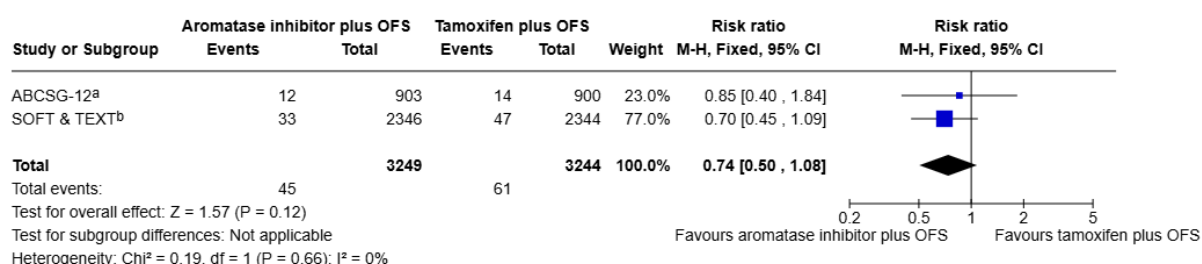 Aromatase inhibitor plus OFS Tamoxifen plus OFS Risk ratio Risk ratio
Study or Subgroup Events Total Events Total Weight M-H, Fixed, 95% CI M-H, Fixed, 95% CI
ABCSG-12a 12 903 14 900 23.0% 0.85 [0.40 , 1.84]
SOFT & TEXTb 33 2346 47 2344 77.0% 0.70 [0.45 , 1.09]
Total 3249 3244 100.0% 0.74 [0.50 , 1.08]
Total events: 45 61
Test for overall effect: Z = 1.57 (P = 0.12) 0.2 0.5 1 2 5
Test for subgroup differences: Not applicable Favours aromatase inhibitor plus OFS Favours tamoxifen plus OFS
Heterogeneity: Chi² = 0.19, df = 1 (P = 0.66); I² = 0%